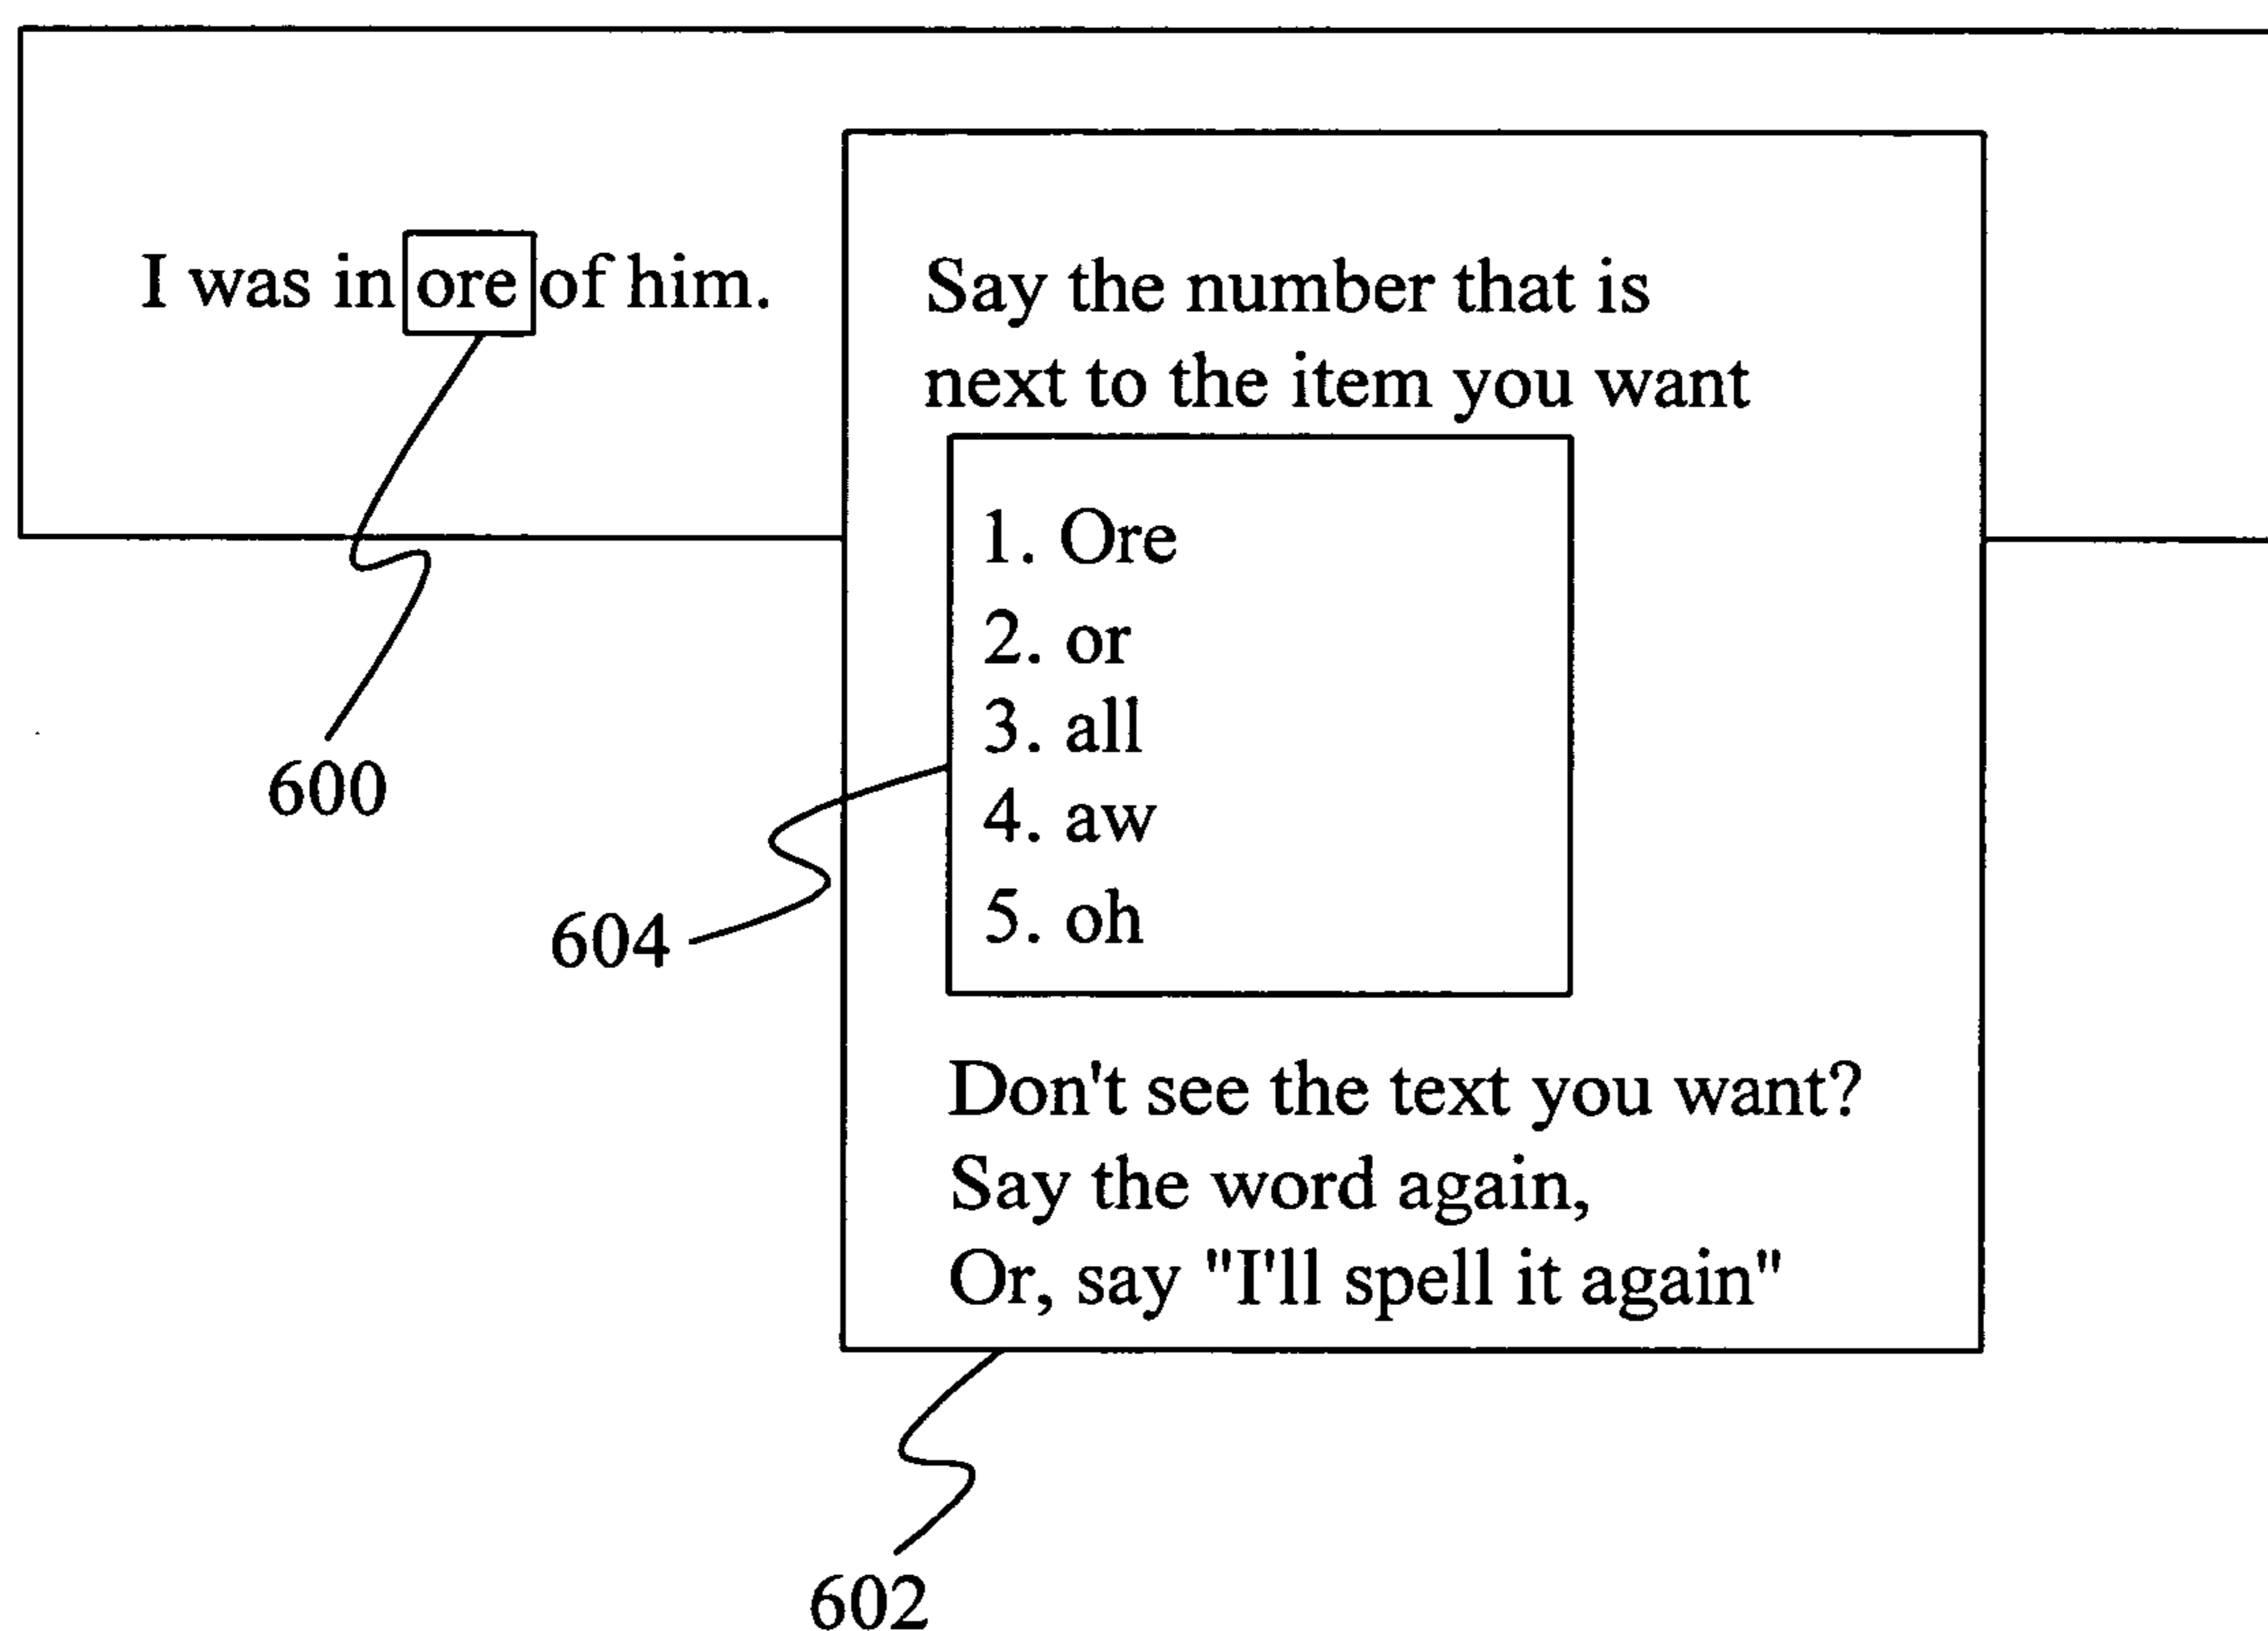 I was in ore of him.
Say the number that is
next to the item you want
1. Ore
2. or
3. all
4. aw
5. oh
Don't see the text you want?
Say the word again,
Or, say "I'll spell it again"
600
604
602